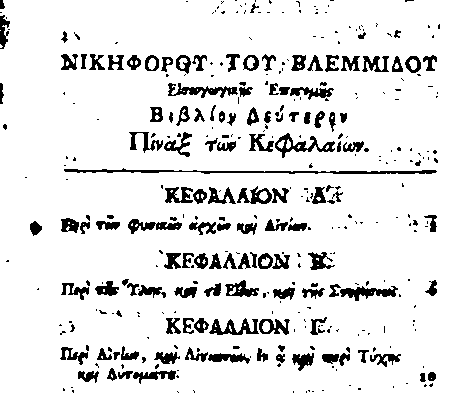 ΝΙΚΗΦΟΡΟΥ ΤΟΥ ΒΛΕΜΜΙΔΟΥ
Εἰσαγωγικῆς Ἐπιτομῆς
Βιβλίον Δεύτερον
Πίναξ τῶν Κεφαλαίων.
ΚΕΦΑΛΑΙΟΝ Α
Περὶ τῶν φυσικῶν ἀρχῶν καὶ Αἰτίων.
ΚΕΦΑΛΑΙΟΝ Β
Περὶ τῆς Ὕλης, καὶ τοῦ Εἴδους, καὶ τῆς Στερήσεως. 6
ΚΕΦΑΛΑΙΟΝ Γ
Περὶ Αἰτίων, καὶ Αἰτιατῶν, ἐν ᾧ καὶ περὶ Τύχης
καὶ Αὐτομάτου. 10